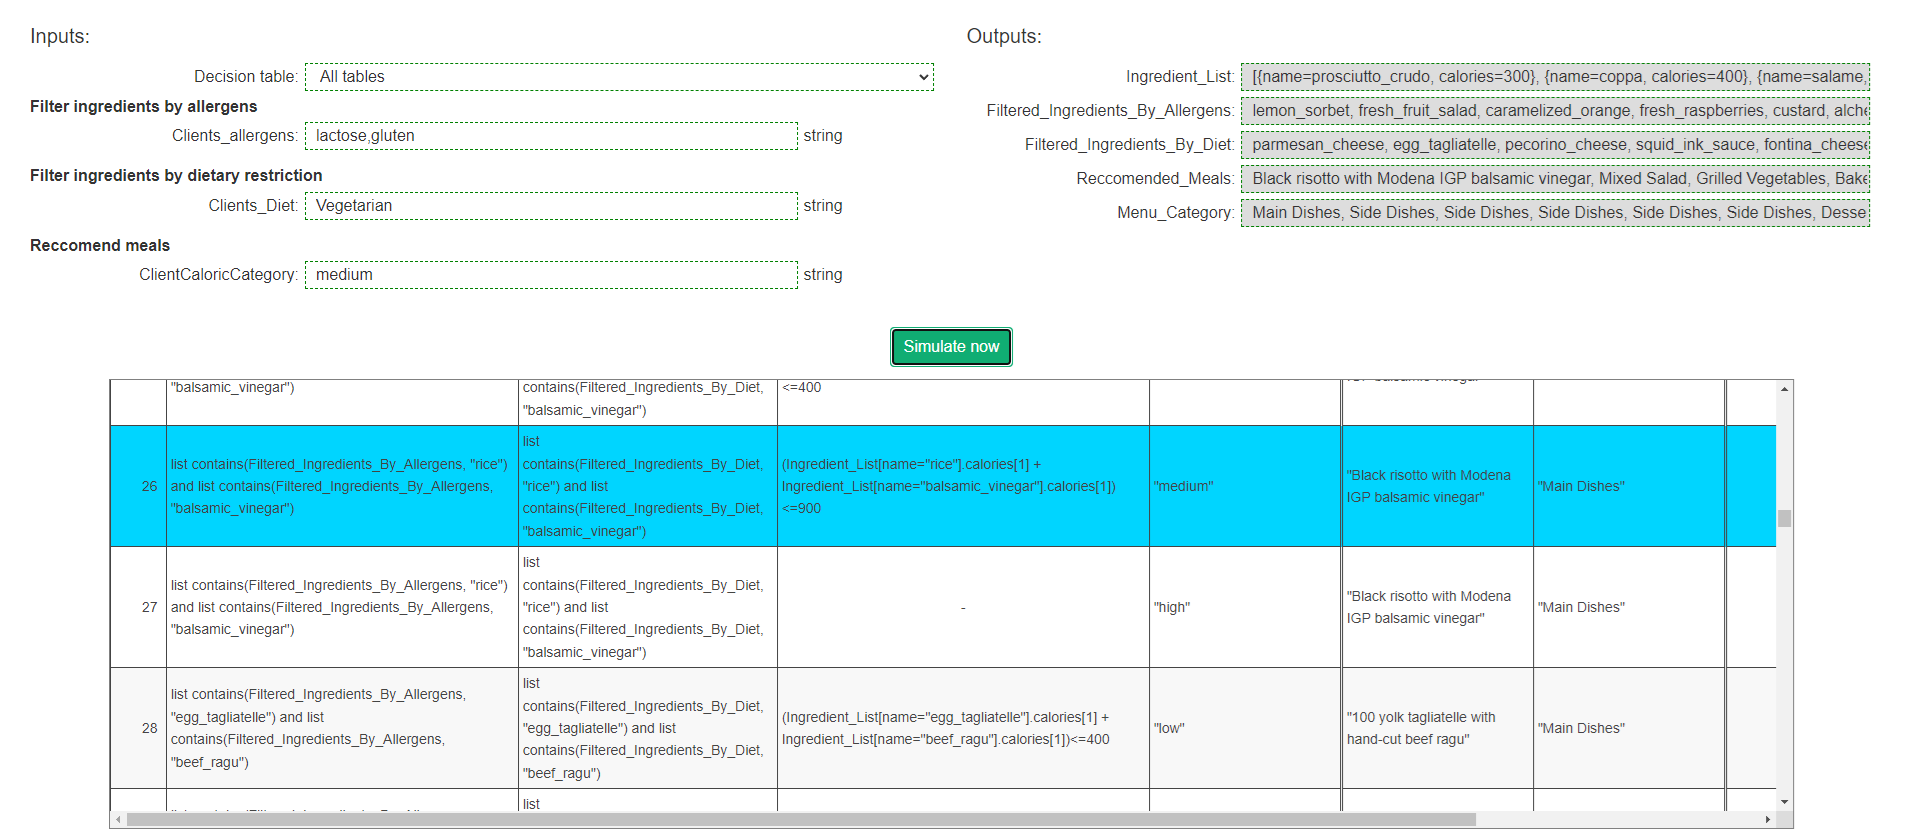 Inputs:
Outputs:
Decision table: All tables
Ingredient_List: [{name=prosciutto_crudo, calories=300}, {name=coppa, calories=400}, {name=salame,
Filter ingredients by allergens
Filtered_Ingredients_By_Allergens: lemon_sorbet, fresh_fruit_salad, caramelized_orange, fresh_raspberries, custard, alche
Clients_allergens: lactose,gluten string
Filtered_Ingredients_By_Diet: parmesan_cheese, egg_tagliatelle, pecorino_cheese, squid_ink_sauce, fontina_cheese
Filter ingredients by dietary restriction
Reccomended_Meals: Black risotto with Modena IGP balsamic vinegar, Mixed Salad, Grilled Vegetables, Bake
Clients_Diet: Vegetarian string
Menu_Category: Main Dishes, Side Dishes, Side Dishes, Side Dishes, Side Dishes, Side Dishes, Desse
Reccomend meals
ClientCaloricCategory: medium string
Simulate now
"balsamic_vinegar")
contains(Filtered_Ingredients_By_Diet,
"balsamic_vinegar")
<=400
26
list contains(Filtered_Ingredients_By_Allergens, "rice")
and list contains(Filtered_Ingredients_By_Allergens,
"balsamic_vinegar")
list
contains(Filtered_Ingredients_By_Diet,
"rice") and list
contains(Filtered_Ingredients_By_Diet,
"balsamic_vinegar")
(Ingredient_List[name="rice"].calories[1] +
Ingredient_List[name="balsamic_vinegar"].calories[1])
<=900
"medium"
"Black risotto with Modena
IGP balsamic vinegar"
"Main Dishes"
27
list contains(Filtered_Ingredients_By_Allergens, "rice")
and list contains(Filtered_Ingredients_By_Allergens,
"balsamic_vinegar")
list
contains(Filtered_Ingredients_By_Diet,
"rice") and list
contains(Filtered_Ingredients_By_Diet,
"balsamic_vinegar")
-
"high"
"Black risotto with Modena
IGP balsamic vinegar"
"Main Dishes"
28
list contains(Filtered_Ingredients_By_Allergens,
"egg_tagliatelle") and list
contains(Filtered_Ingredients_By_Allergens,
"beef_ragu")
list
contains(Filtered_Ingredients_By_Diet,
"egg_tagliatelle") and list
contains(Filtered_Ingredients_By_Diet,
"beef_ragu")
(Ingredient_List[name="egg_tagliatelle"].calories[1] +
Ingredient_List[name="beef_ragu"].calories[1])<=400
"low"
"100 yolk tagliatelle with
hand-cut beef ragu"
"Main Dishes"
list